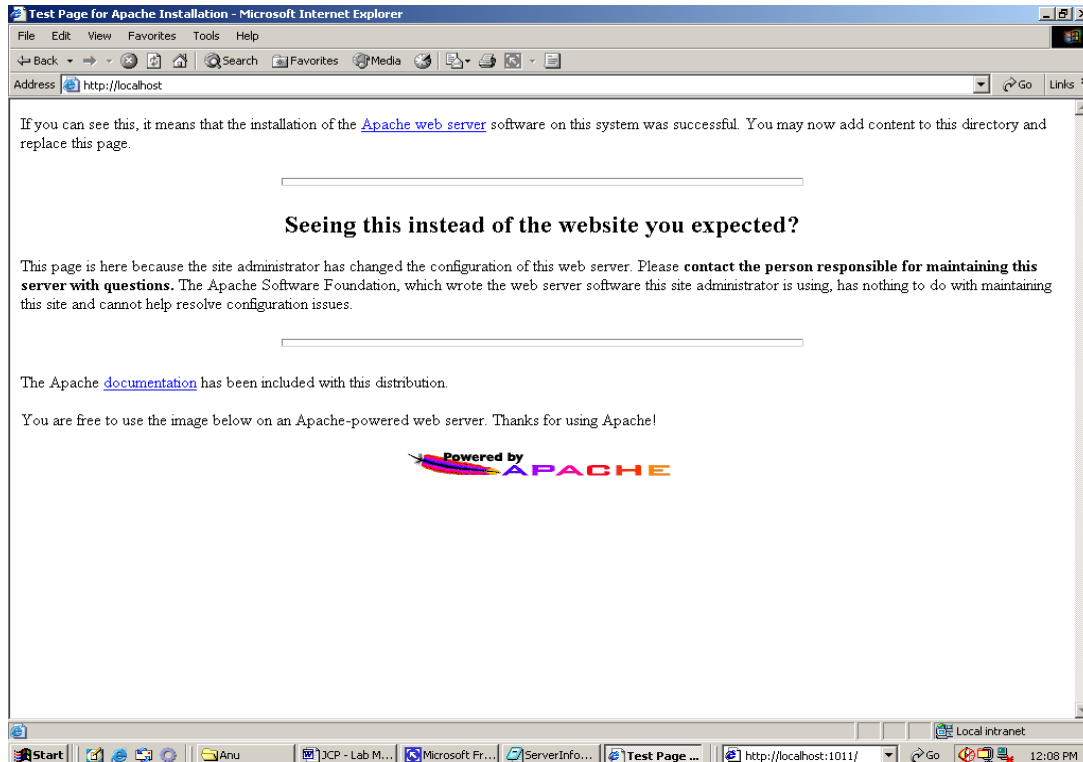 Test Page for Apache Installation - Microsoft Internet Explorer
File Edit View Favorites Tools Help
Back Search Favorites Media
Address http://localhost Go Links
If you can see this, it means that the installation of the Apache web server software on this system was successful. You may now add content to this directory and
replace this page.
Seeing this instead of the website you expected?
This page is here because the site administrator has changed the configuration of this web server. Please contact the person responsible for maintaining this
server with questions. The Apache Software Foundation, which wrote the web server software this site administrator is using, has nothing to do with maintaining
this site and cannot help resolve configuration issues.
The Apache documentation has been included with this distribution.
You are free to use the image below on an Apache-powered web server. Thanks for using Apache!
Powered by
APACHE
Local intranet
Start Anu JCP - Lab M... Microsoft Fr... ServerInfo... Test Page ... http://localhost:1011/ Go 12:08 PM